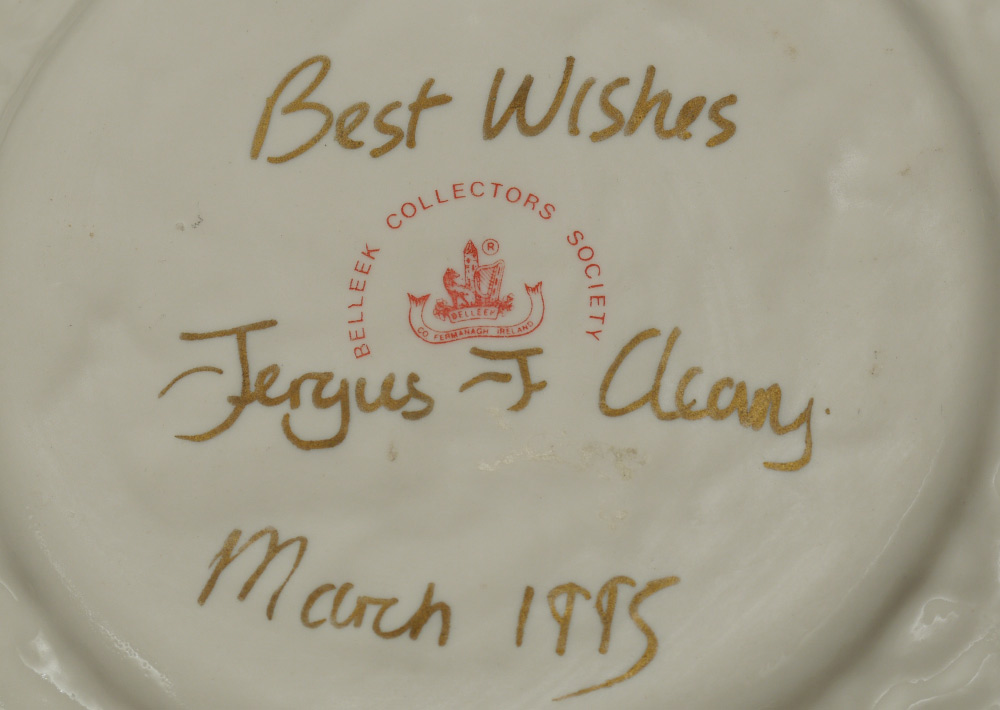 Best Wishes
BELLEEK COLLECTORS SOCIETY
®
BELLEEK
CO FERMANAGH IRELAND
Fergus F Cleary.
March 1995